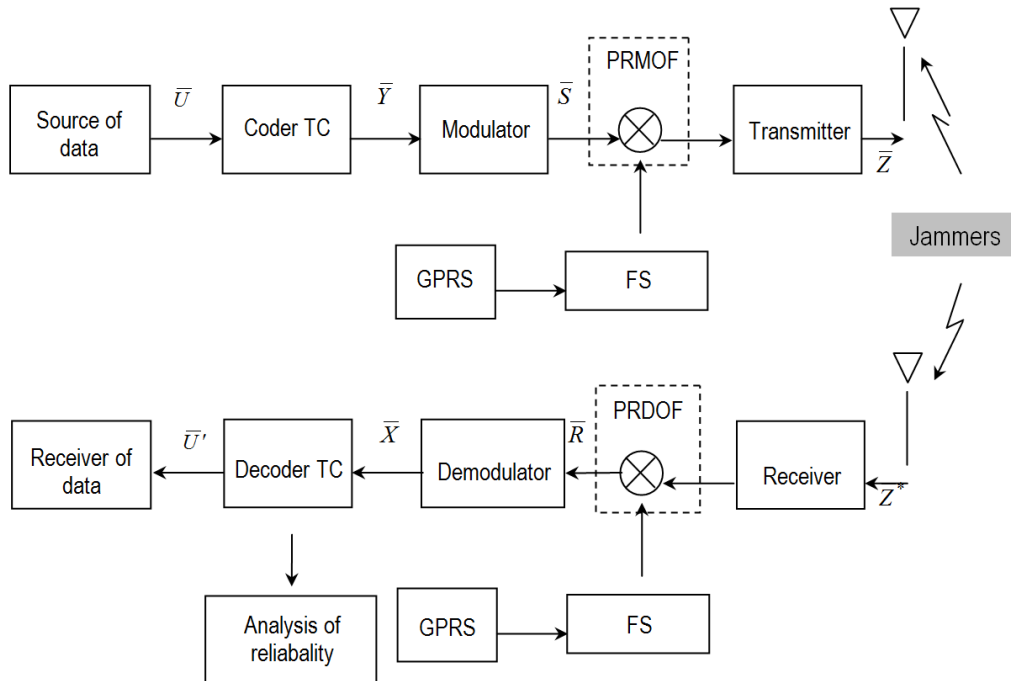 PRMOF
Source of
data
U̅
Coder TC
Y̅
Modulator
S̅
Transmitter
Z̅
Jammers
GPRS
FS
PRDOF
Receiver of
data
U̅'
Decoder TC
X̅
Demodulator
R̅
Receiver
Z̅*
Analysis of
reliabality
GPRS
FS